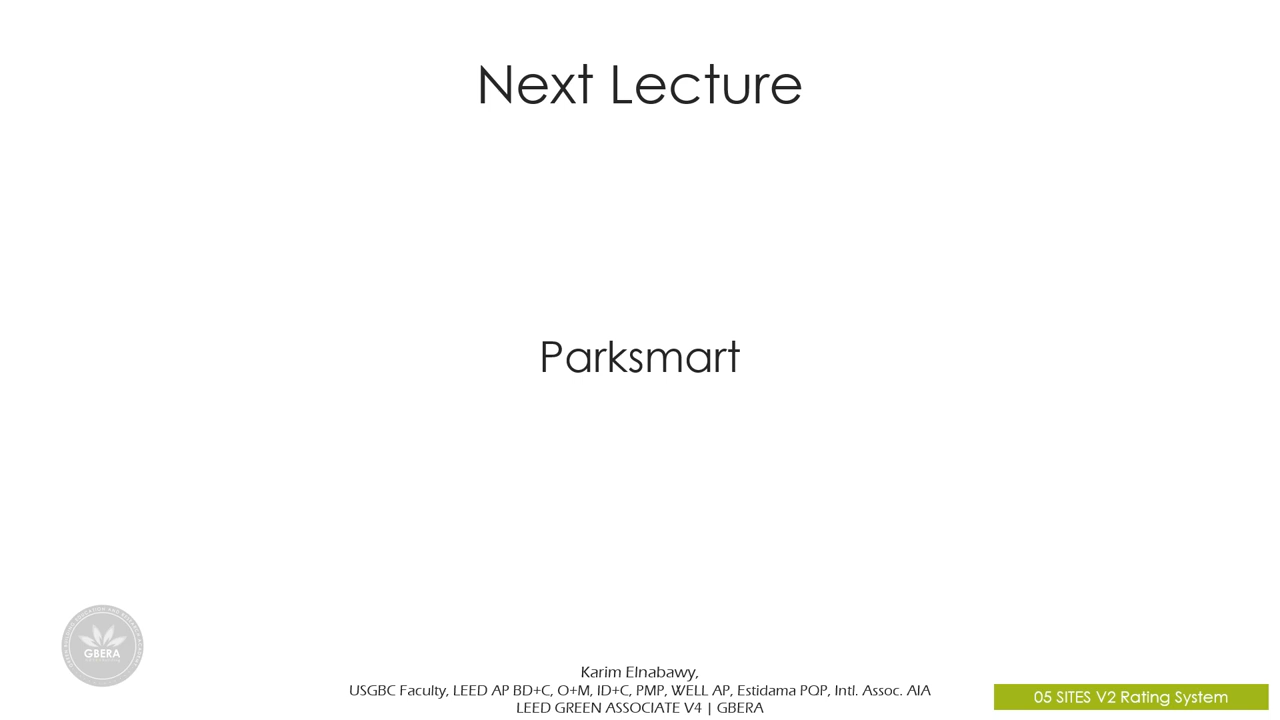 Next Lecture
Parksmart
GBERA
Karim Elnabawy,
USGBC Faculty, LEED AP BD+C, O+M, ID+C, PMP, WELL AP, Estidama POP, Intl. Assoc. AIA
LEED GREEN ASSOCIATE V4 | GBERA
05 SITES V2 Rating System